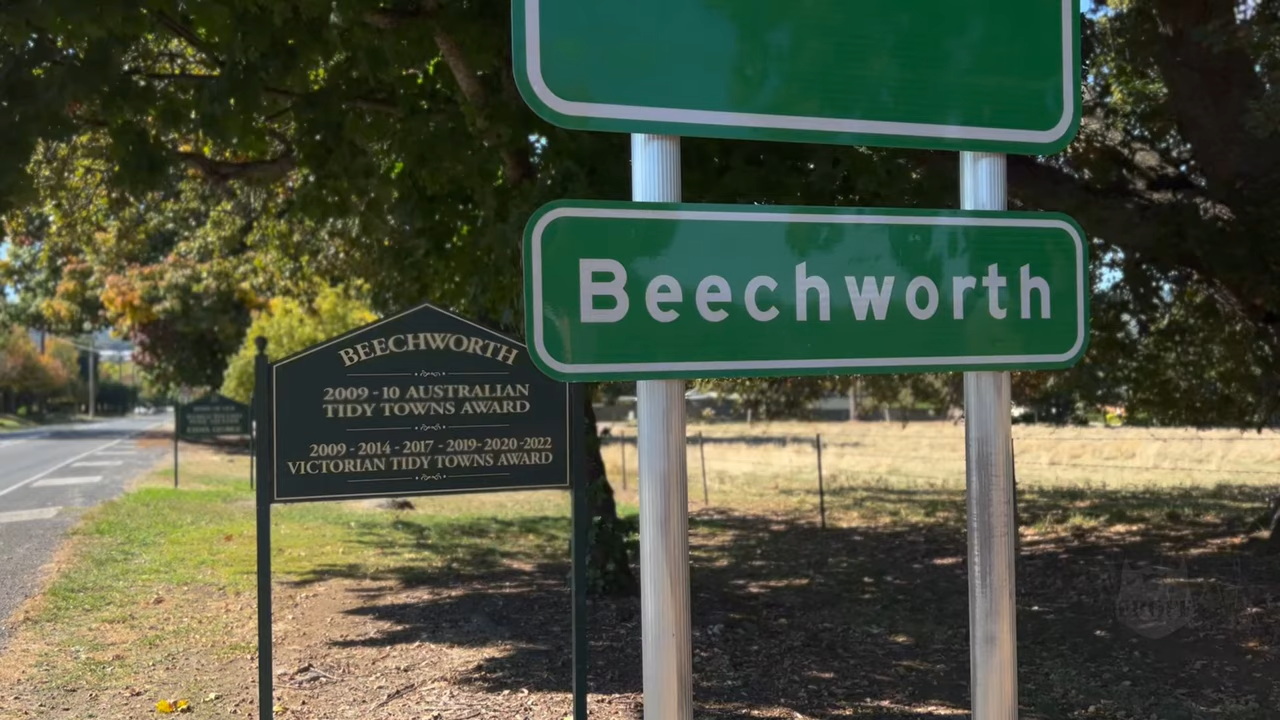 Beechworth
BEECHWORTH
2009-10 AUSTRALIAN
TIDY TOWNS AWARD
2009-2014-2017-2019-2020-2022
VICTORIAN TIDY TOWNS AWARD